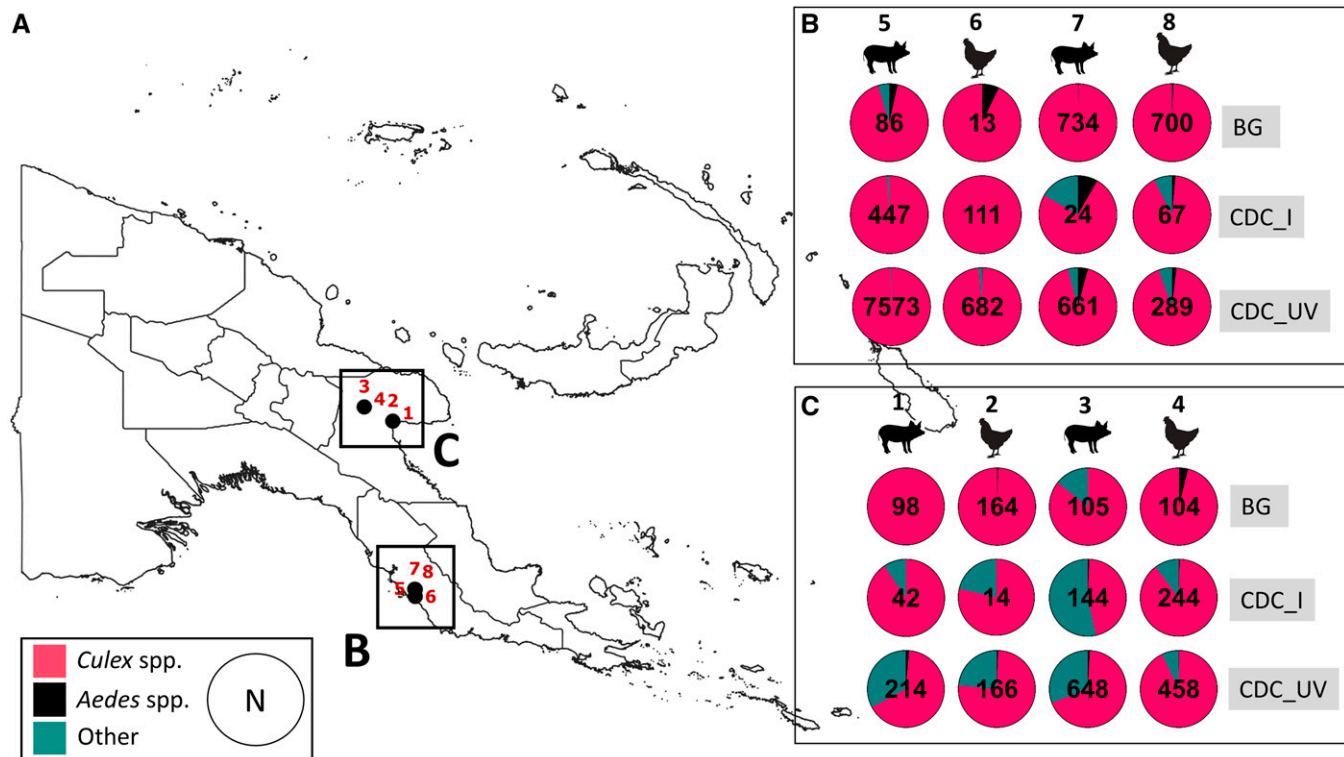 A
3
4 2
1
C
7 8
5
6
B
Culex spp.
Aedes spp.
Other
N
B
5 6 7 8
86 13 734 700 BG
447 111 24 67 CDC_I
7573 682 661 289 CDC_UV
C
1 2 3 4
98 164 105 104 BG
42 14 144 244 CDC_I
214 166 648 458 CDC_UV